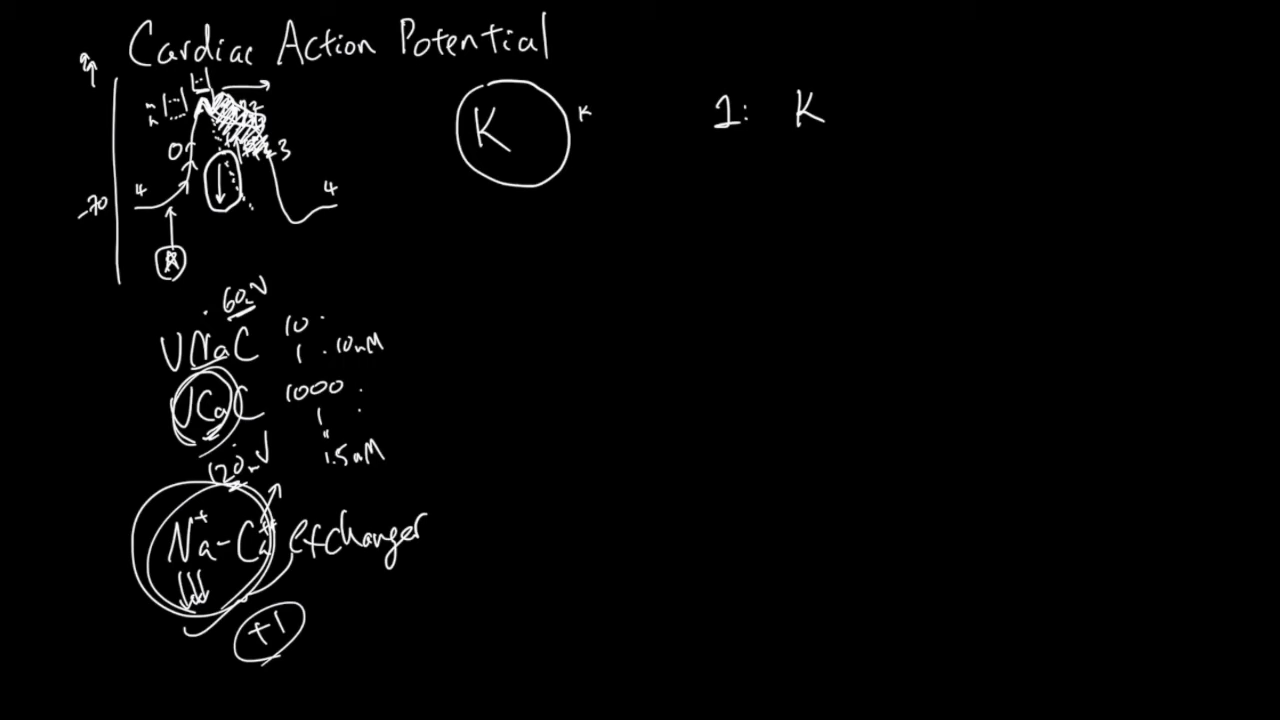 Cardiac Action Potential
K
K
1: K
0
3
4
4
-70
60mV
VNaC 10
1 10mM
VCaC 1000
1
1.5mM
120mV
Na+-Ca++ exchanger
+1